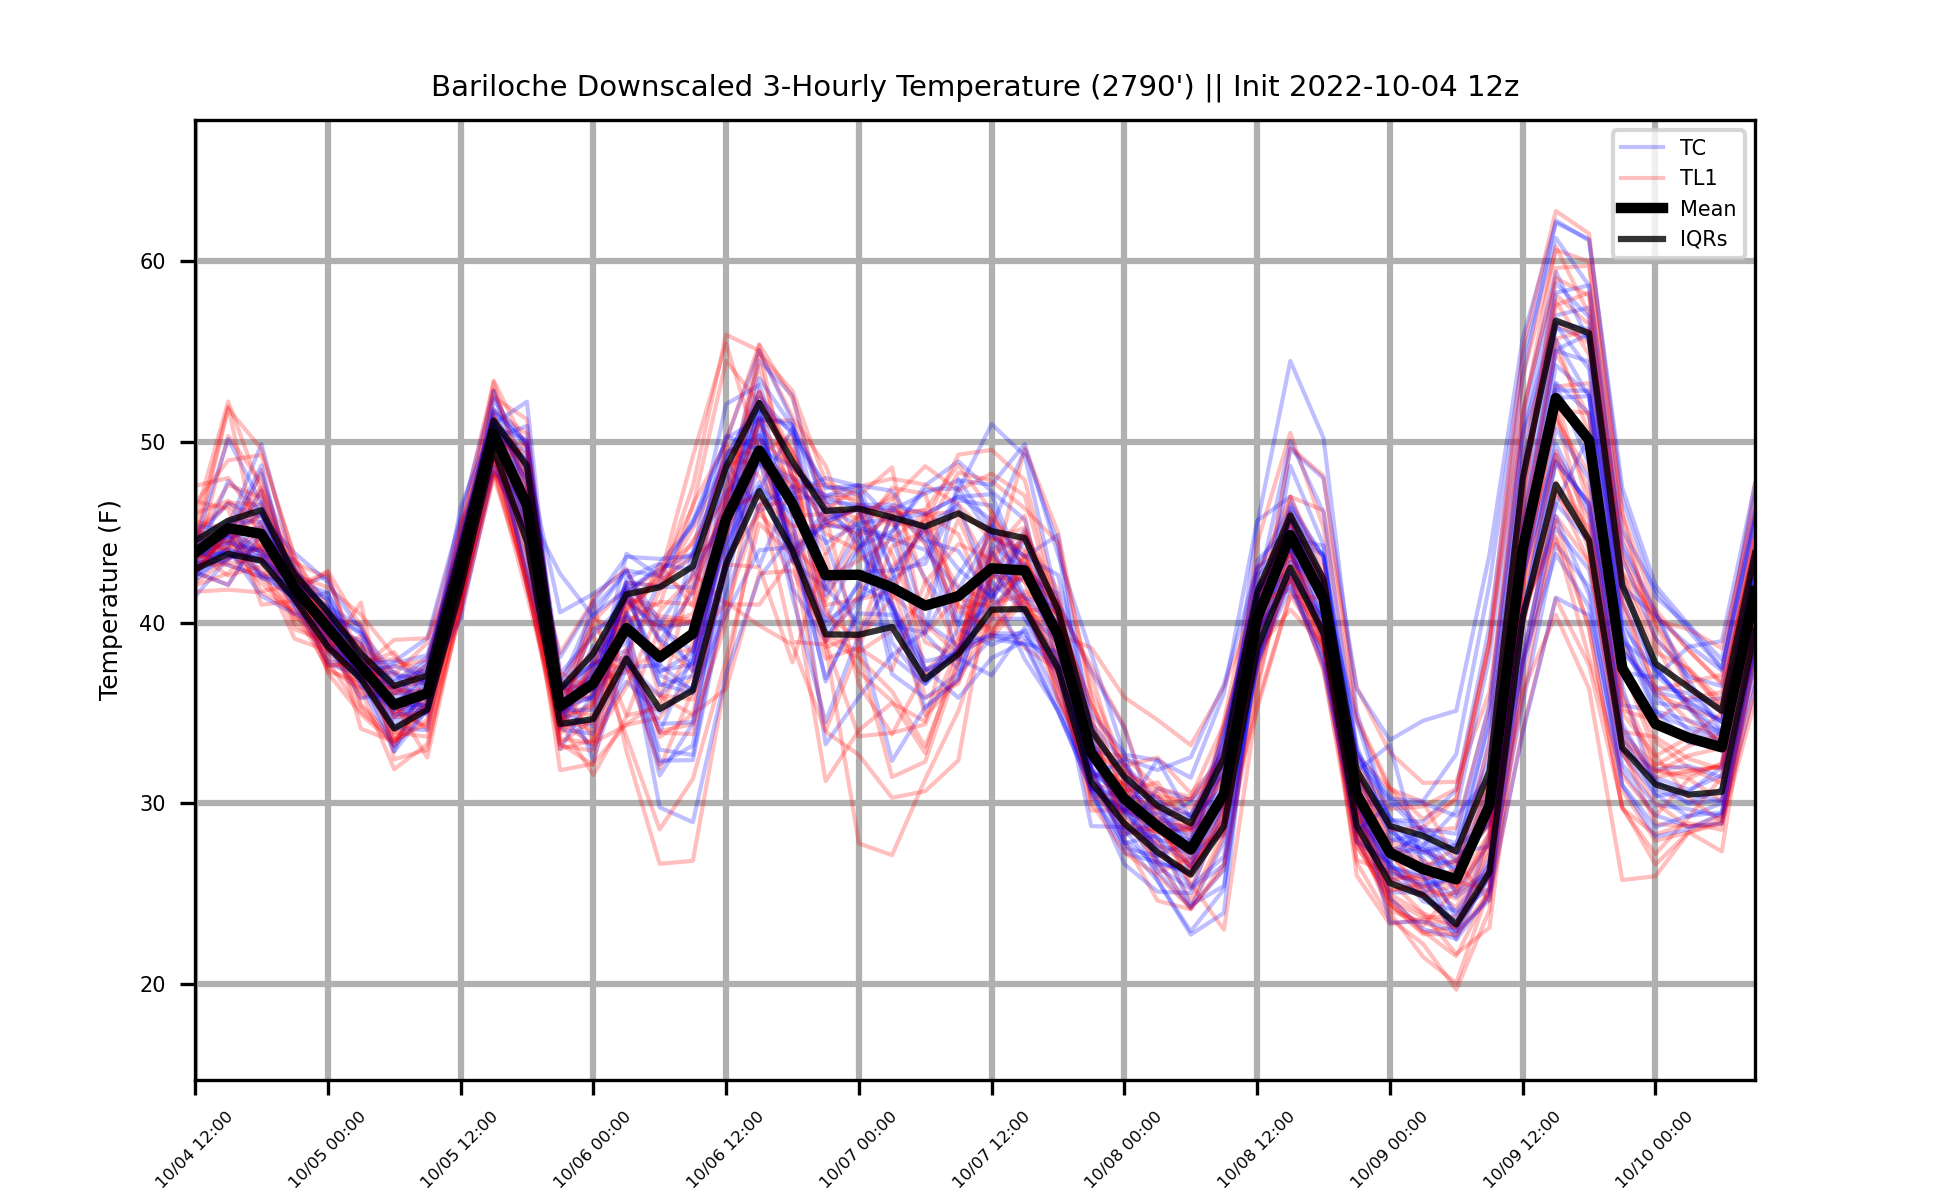 Bariloche Downscaled 3-Hourly Temperature (2790') || Init 2022-10-04 12z
TC
TL1
Mean
IQRs
Temperature (F)
60
50
40
30
20
10/04 12:00
10/05 00:00
10/05 12:00
10/06 00:00
10/06 12:00
10/07 00:00
10/07 12:00
10/08 00:00
10/08 12:00
10/09 00:00
10/09 12:00
10/10 00:00